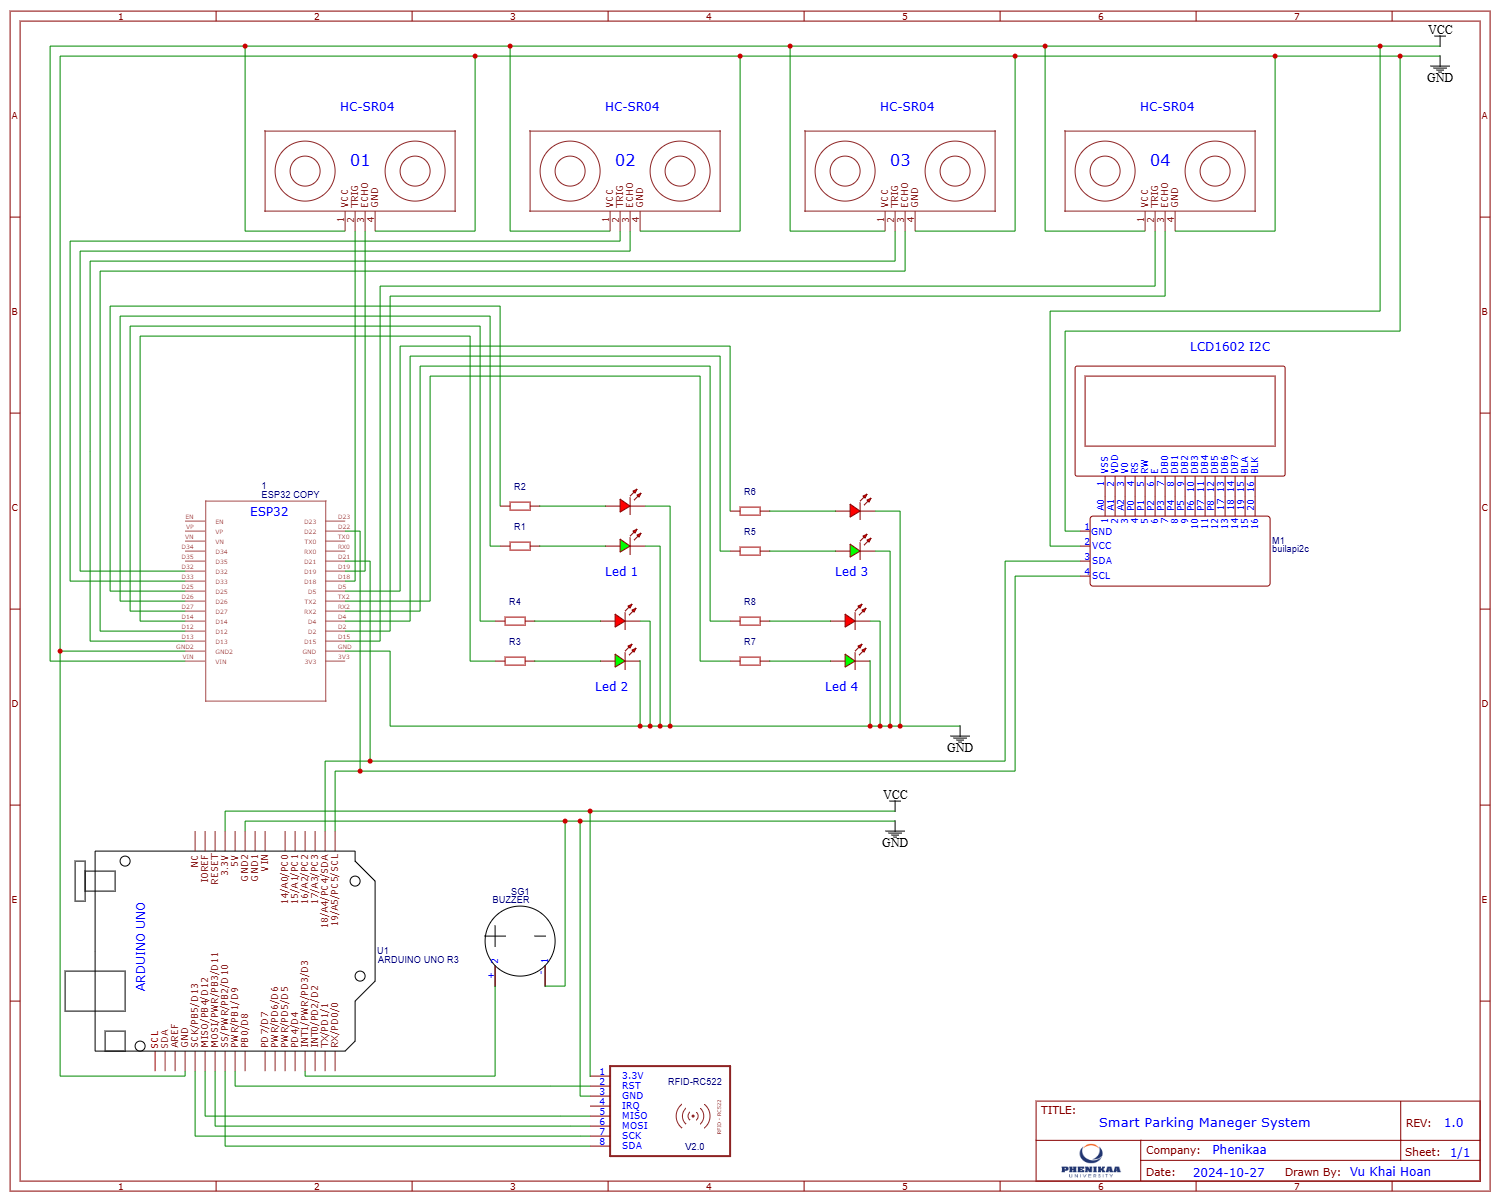 1 2 3 4 5 6 7
VCC
GND
A A
HC-SR04 HC-SR04 HC-SR04 HC-SR04
01 02 03 04
VCC TRIG ECHO GND VCC TRIG ECHO GND VCC TRIG ECHO GND VCC TRIG ECHO GND
1 2 3 4 1 2 3 4 1 2 3 4 1 2 3 4
B B
LCD1602 I2C
VSS VDD V0 RS RW E DB0 DB1 DB2 DB3 DB4 DB5 DB6 DB7 BLA BLK
1 2 3 4 5 6 7 8 9 10 11 12 13 14 15 16
A0 A1 A2 P0 P1 P2 P3 P4 P5 P6 P7 P8 17 18 19 20
1 2 3 4 5 6 7 8 9 10 11 12 13 14 15 16
1 GND
2 VCC
3 SDA
4 SCL
M1
builapi2c
C C
1
ESP32 COPY
ESP32
EN EN D23 D23
VP VP D22 D22
VN VN TX0 TX0
D34 D34 RX0 RX0
D35 D35 D21 D21
D32 D32 D19 D19
D33 D33 D18 D18
D25 D25 D5 D5
D26 D26 TX2 TX2
D27 D27 RX2 RX2
D14 D14 D4 D4
D12 D12 D2 D2
D13 D13 D15 D15
GND2 GND2 GND GND
VIN VIN 3V3 3V3
R2 R6
R1 R5
Led 1 Led 3
R4 R8
R3 R7
Led 2 Led 4
D D
GND
VCC
GND
E E
NC IOREF RESET 3.3V 5V GND2 GND1 VIN 14/A0/PC0 15/A1/PC1 16/A2/PC2 17/A3/PC3 18/A4/PC4/SDA 19/A5/PC5/SCL
ARDUINO UNO
U1
ARDUINO UNO R3
SCL SDA AREF GND SCK/PB5/D13 MISO/PB4/D12 MOSI/PWR/PB3/D11 SS/PWR/PB2/D10 PWR/PB1/D9 PB0/D8 PD7/D7 PWR/PD6/D6 PWR/PD5/D5 PD4/D4 INT1/PWR/PD3/D3 INT0/PD2/D2 TX/PD1/1 RX/PD0/0
SG1
BUZZER
+ 2 - 1
1 3.3V
2 RST
3 GND
4 IRQ
5 MISO
6 MOSI
7 SCK
8 SDA
RFID-RC522
RFID - RC522
V2.0
TITLE:
Smart Parking Maneger System
REV: 1.0
PHENIKAA
UNIVERSITY
Company: Phenikaa
Sheet: 1/1
Date: 2024-10-27 Drawn By: Vu Khai Hoan
1 2 3 4 5 6 7